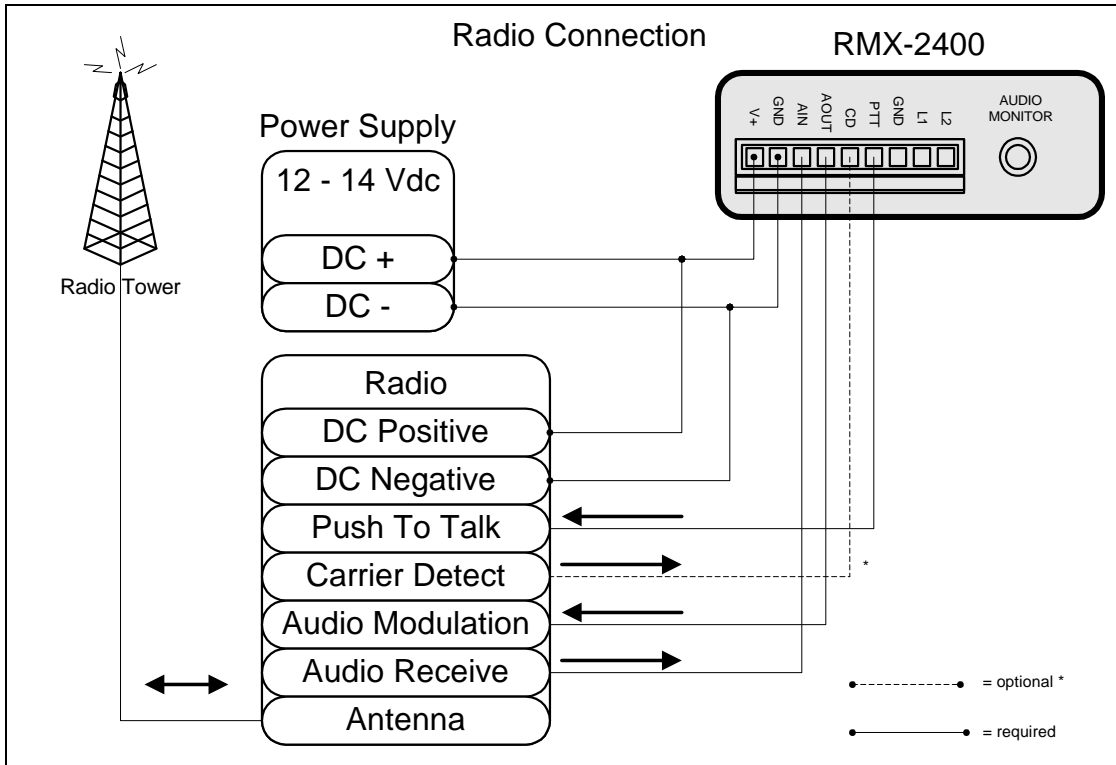 Radio Connection
RMX-2400
V+
GND
AIN
AOUT
CD
PTT
GND
L1
L2
AUDIO
MONITOR
Power Supply
12 - 14 Vdc
DC +
DC -
Radio Tower
Radio
DC Positive
DC Negative
Push To Talk
Carrier Detect
*
Audio Modulation
Audio Receive
Antenna
= optional *
= required